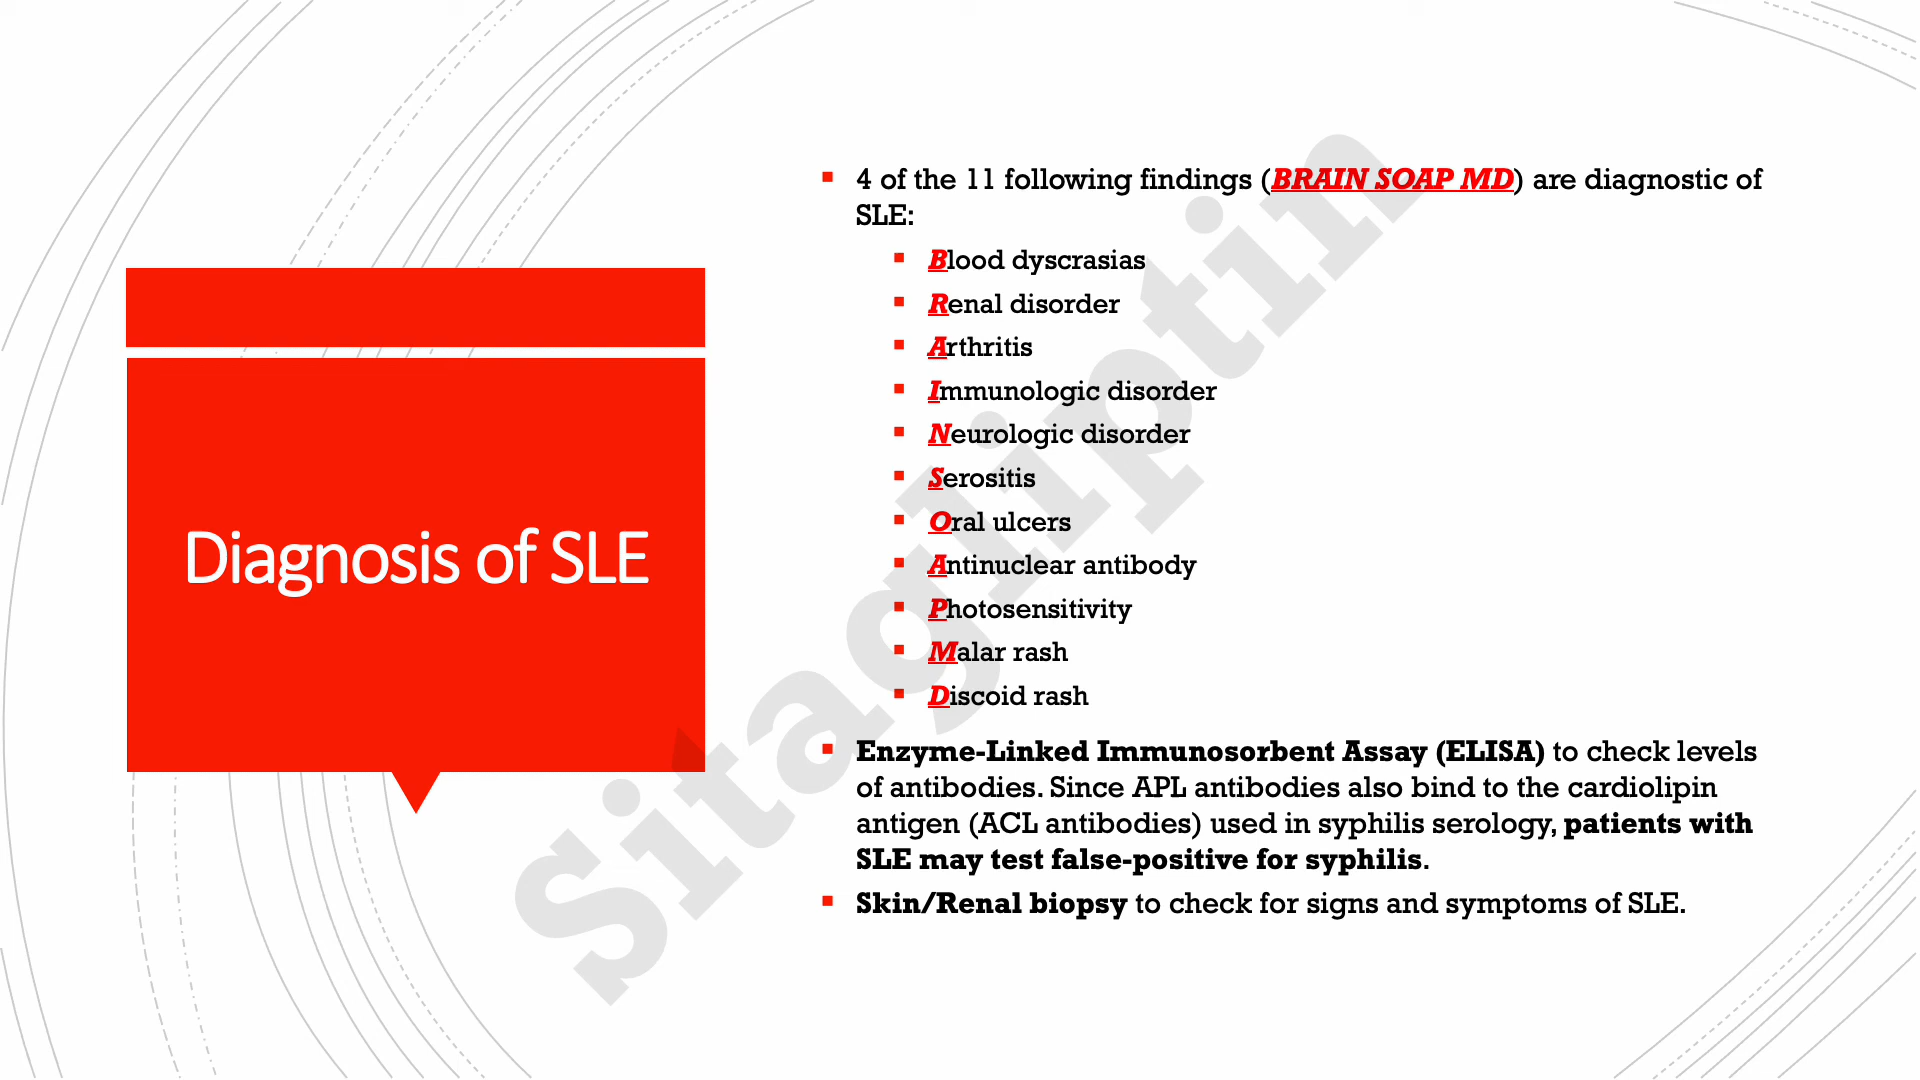 Diagnosis of SLE
4 of the 11 following findings (BRAIN SOAP MD) are diagnostic of
SLE:
Blood dyscrasias
Renal disorder
Arthritis
Immunologic disorder
Neurologic disorder
Serositis
Oral ulcers
Antinuclear antibody
Photosensitivity
Malar rash
Discoid rash
Enzyme-Linked Immunosorbent Assay (ELISA) to check levels
of antibodies. Since APL antibodies also bind to the cardiolipin
antigen (ACL antibodies) used in syphilis serology, patients with
SLE may test false-positive for syphilis.
Skin/Renal biopsy to check for signs and symptoms of SLE.
Sitagliptin